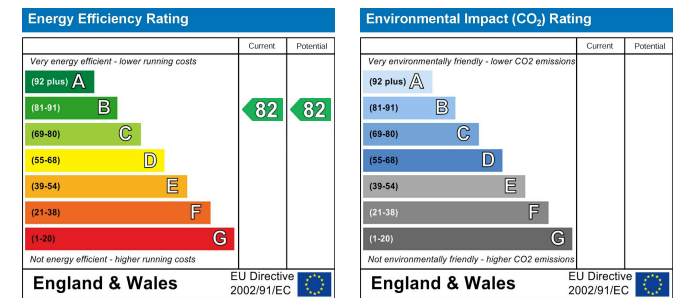 Energy Efficiency Rating
Current Potential
Very energy efficient - lower running costs
(92 plus) A
(81-91) B
82 82
(69-80) C
(55-68) D
(39-54) E
(21-38) F
(1-20) G
Not energy efficient - higher running costs
England & Wales
EU Directive
2002/91/EC
Environmental Impact (CO2) Rating
Current Potential
Very environmentally friendly - lower CO2 emissions
(92 plus) A
(81-91) B
(69-80) C
(55-68) D
(39-54) E
(21-38) F
(1-20) G
Not environmentally friendly - higher CO2 emissions
England & Wales
EU Directive
2002/91/EC